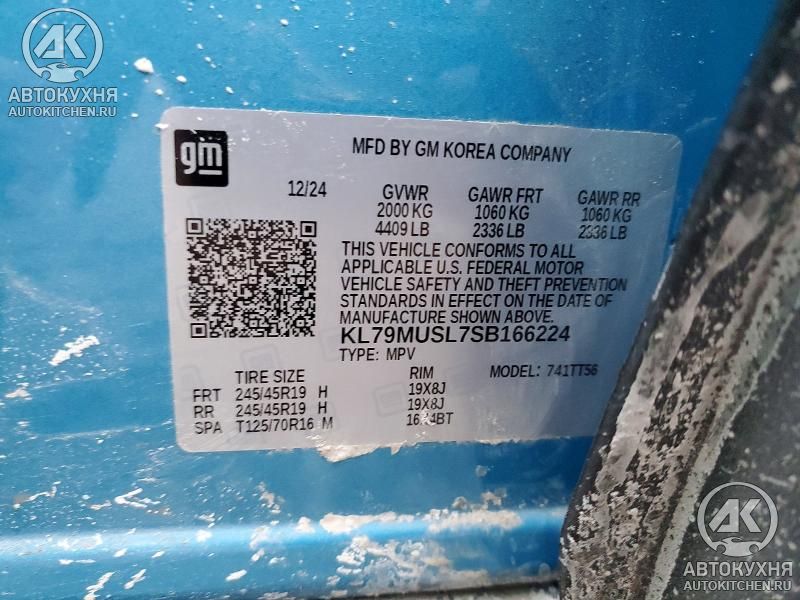 АВТОКУХНЯ
AUTOKITCHEN.RU
gm
MFD BY GM KOREA COMPANY
12/24 GVWR GAWR FRT GAWR RR
2000 KG 1060 KG 1060 KG
4409 LB 2336 LB 2336 LB
THIS VEHICLE CONFORMS TO ALL
APPLICABLE U.S. FEDERAL MOTOR
VEHICLE SAFETY AND THEFT PREVENTION
STANDARDS IN EFFECT ON THE DATE OF
MANUFACTURE SHOWN ABOVE.
KL79MUSL7SB166224
TYPE: MPV MODEL: 741TT56
TIRE SIZE RIM
FRT 245/45R19 H 19X8J
RR 245/45R19 H 19X8J
SPA T125/70R16 M
АВТОКУХНЯ
AUTOKITCHEN.RU